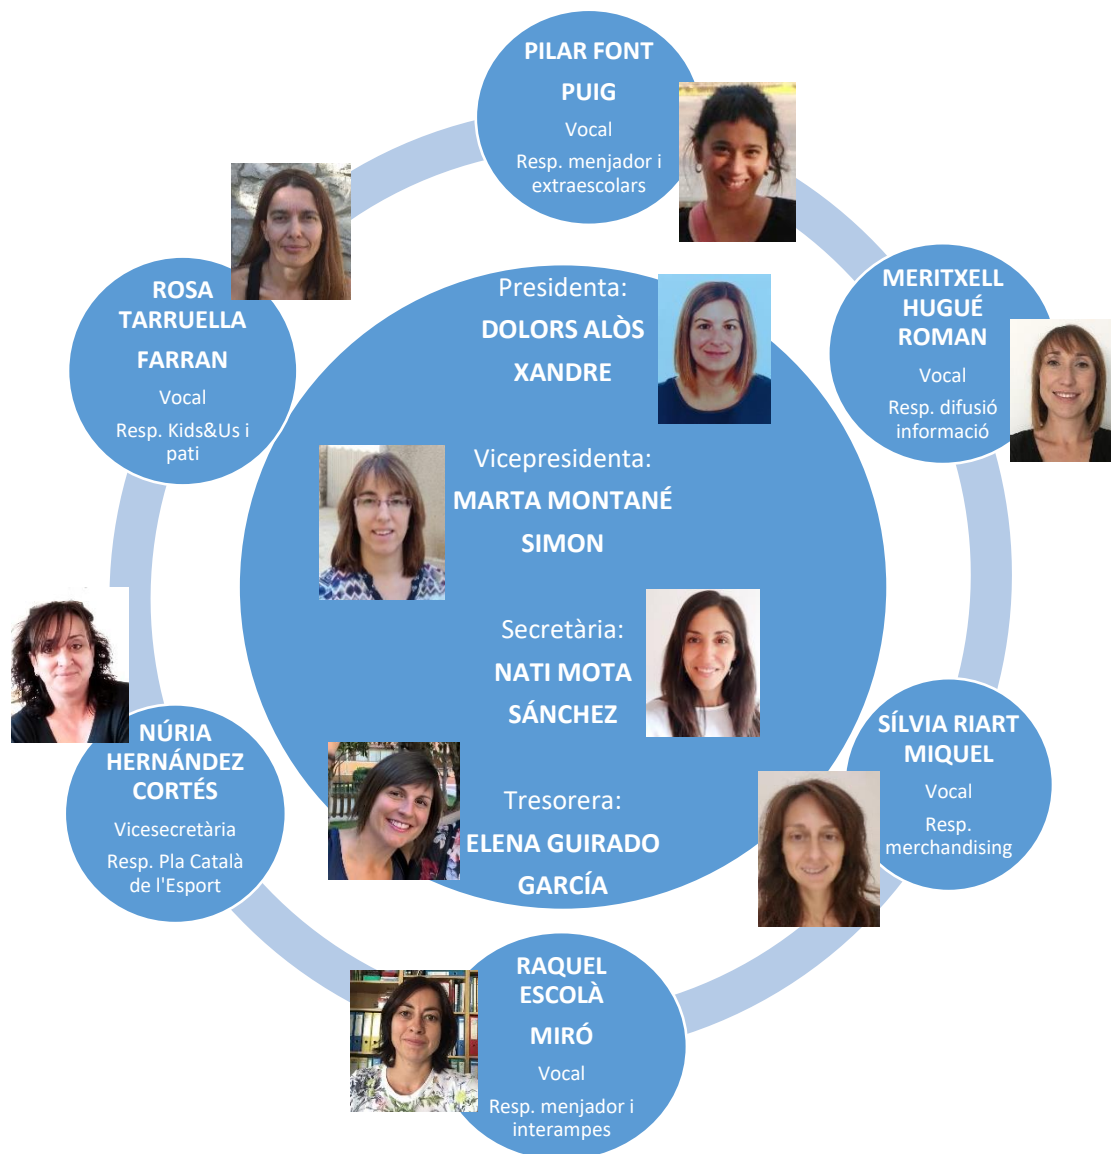 PILAR FONT
PUIG
Vocal
Resp. menjador i
extraescolars
ROSA
TARRUELLA
FARRAN
Vocal
Resp. Kids&Us i
pati
MERITXELL
HUGUÉ
ROMAN
Vocal
Resp. difusió
informació
Presidenta:
DOLORS ALÒS
XANDRE
Vicepresidenta:
MARTA MONTANÉ
SIMON
Secretària:
NATI MOTA
SÁNCHEZ
Tresorera:
ELENA GUIRADO
GARCÍA
NÚRIA
HERNÁNDEZ
CORTÉS
Vicesecretària
Resp. Pla Català
de l'Esport
SÍLVIA RIART
MIQUEL
Vocal
Resp.
merchandising
RAQUEL
ESCOLÀ
MIRÓ
Vocal
Resp. menjador i
interampes